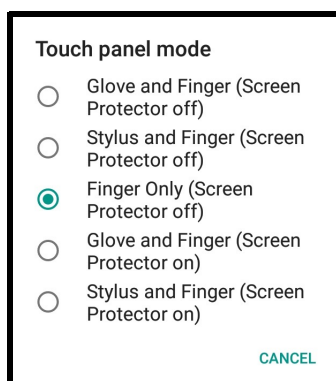 Touch panel mode
Glove and Finger (Screen
Protector off)
Stylus and Finger (Screen
Protector off)
Finger Only (Screen
Protector off)
Glove and Finger (Screen
Protector on)
Stylus and Finger (Screen
Protector on)
CANCEL